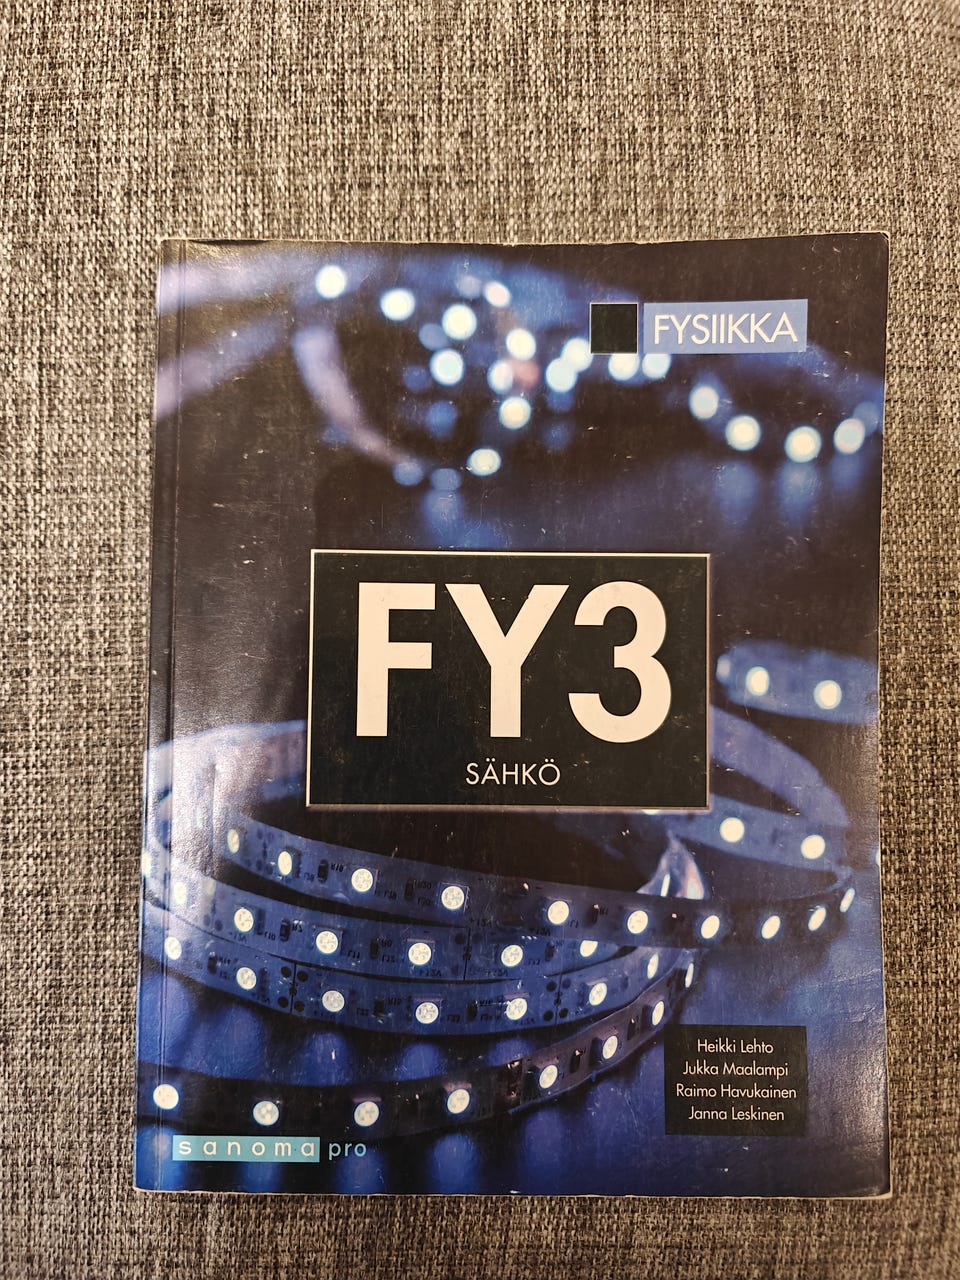 FYSIIKKA
FY3
SÄHKÖ
Heikki Lehto
Jukka Maalampi
Raimo Havukainen
Janna Leskinen
sanoma pro